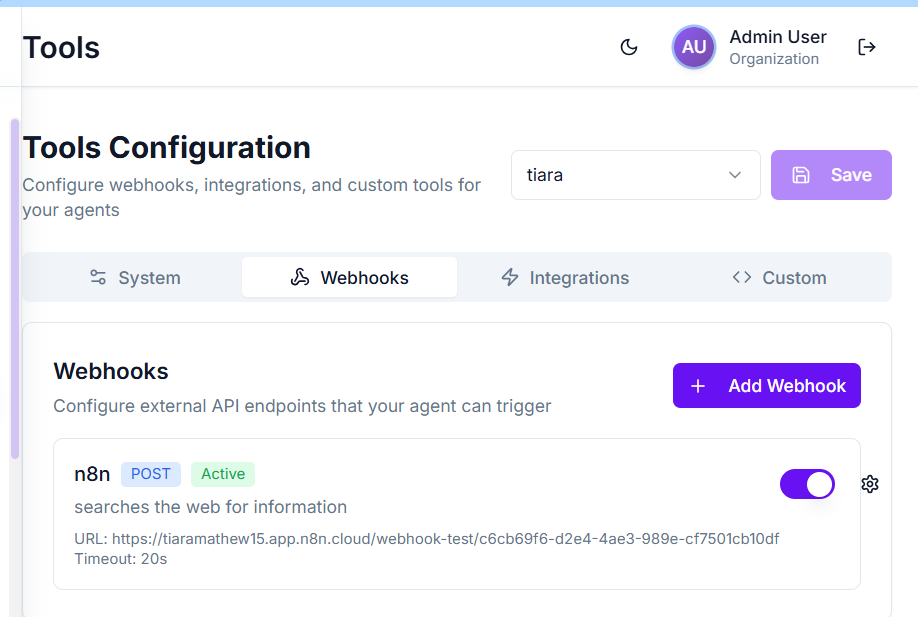 Tools
AU
Admin User
Organization
Tools Configuration
Configure webhooks, integrations, and custom tools for
your agents
tiara
Save
System
Webhooks
Integrations
Custom
Webhooks
Configure external API endpoints that your agent can trigger
Add Webhook
n8n POST Active
searches the web for information
URL: https://tiaramathew15.app.n8n.cloud/webhook-test/c6cb69f6-d2e4-4ae3-989e-cf7501cb10df
Timeout: 20s